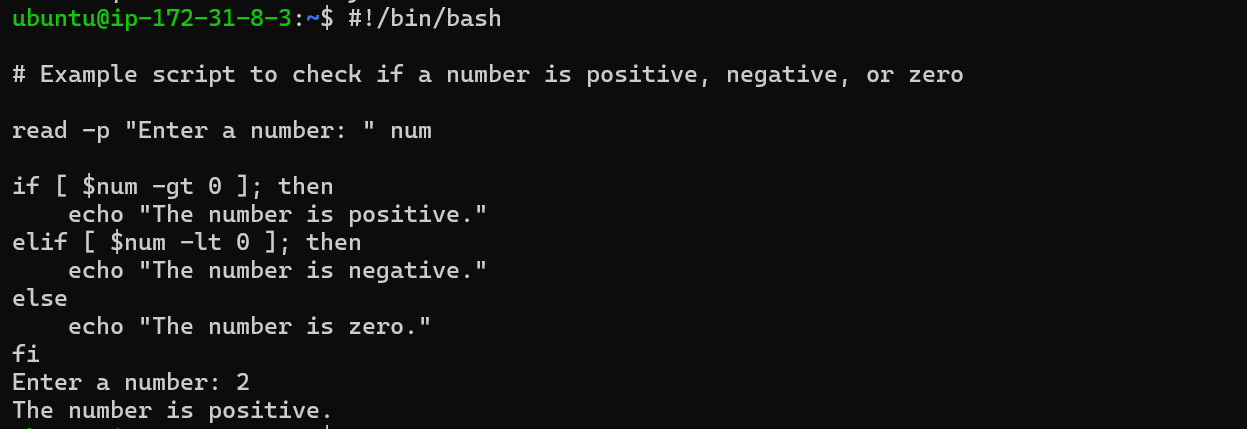 ubuntu@ip-172-31-8-3:~$ #!/bin/bash
# Example script to check if a number is positive, negative, or zero
read -p "Enter a number: " num
if [ $num -gt 0 ]; then
    echo "The number is positive."
elif [ $num -lt 0 ]; then
    echo "The number is negative."
else
    echo "The number is zero."
fi
Enter a number: 2
The number is positive.